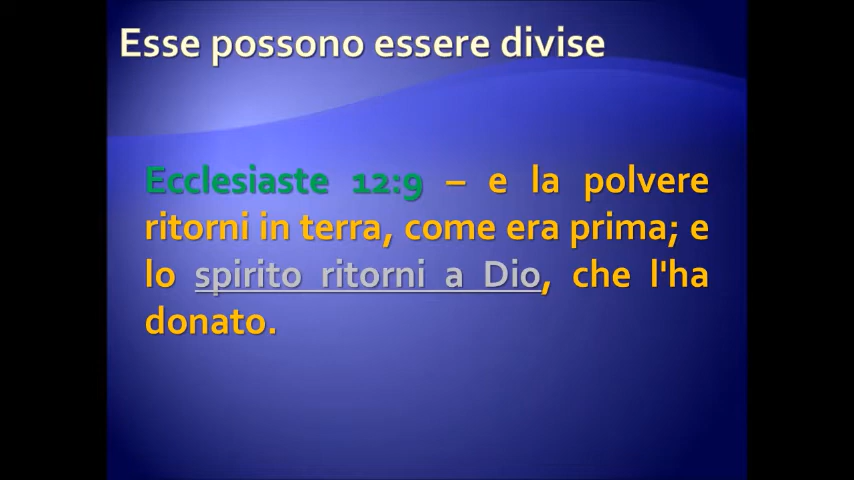 Esse possono essere divise
Ecclesiaste 12:9 – e la polvere
ritorni in terra, come era prima; e
lo spirito ritorni a Dio, che l'ha
donato.